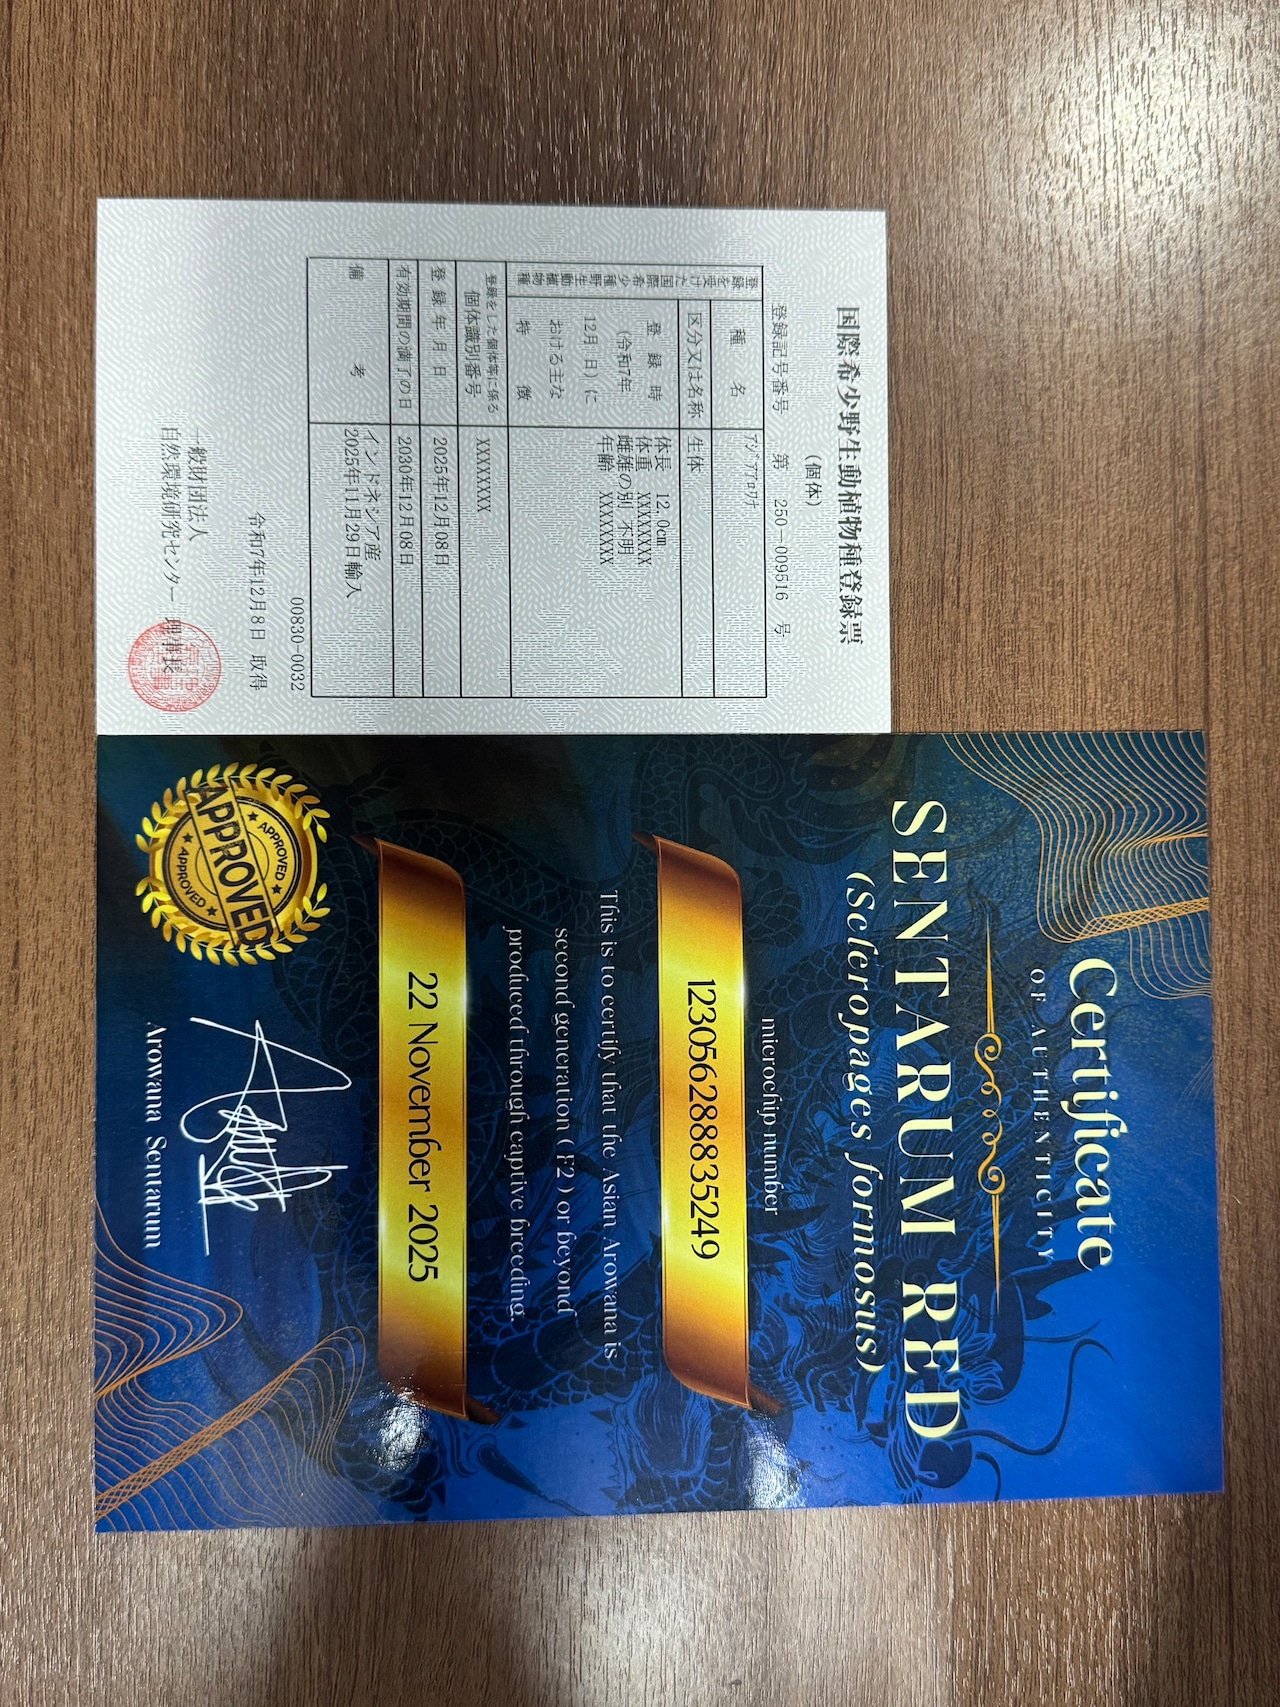 国際希少野生動植物種登録票
(個体)
登録記号番号 第 250-009516 号
登録を受けた国際希少野生動植物種
種名 アジアアロワナ
区分又は名称 生体
登録時(令和7年12月 日)における主な特徴
体長 12.0cm
体重 XXXXXXXX
雌雄の別 不明
年齢 XXXXXXXX
登録をした個体等に係る個体識別番号 XXXXXXXX
登録年月日 2025年12月08日
有効期間の満了の日 2030年12月08日
備考 インドネシア産
2025年11月29日輸入
00830-0032
令和7年12月8日 取得
一般財団法人
自然環境研究センター 理事長
Certificate
OF AUTHENTICITY
SENTARUM RED
(Scleropages formosus)
microchip number
123056288835249
This is to certify that the Asian Arowana is
second generation ( F2 ) or beyond
produced through captive breeding.
22 November 2025
APPROVED
APPROVED
APPROVED
Arowana Sentarum